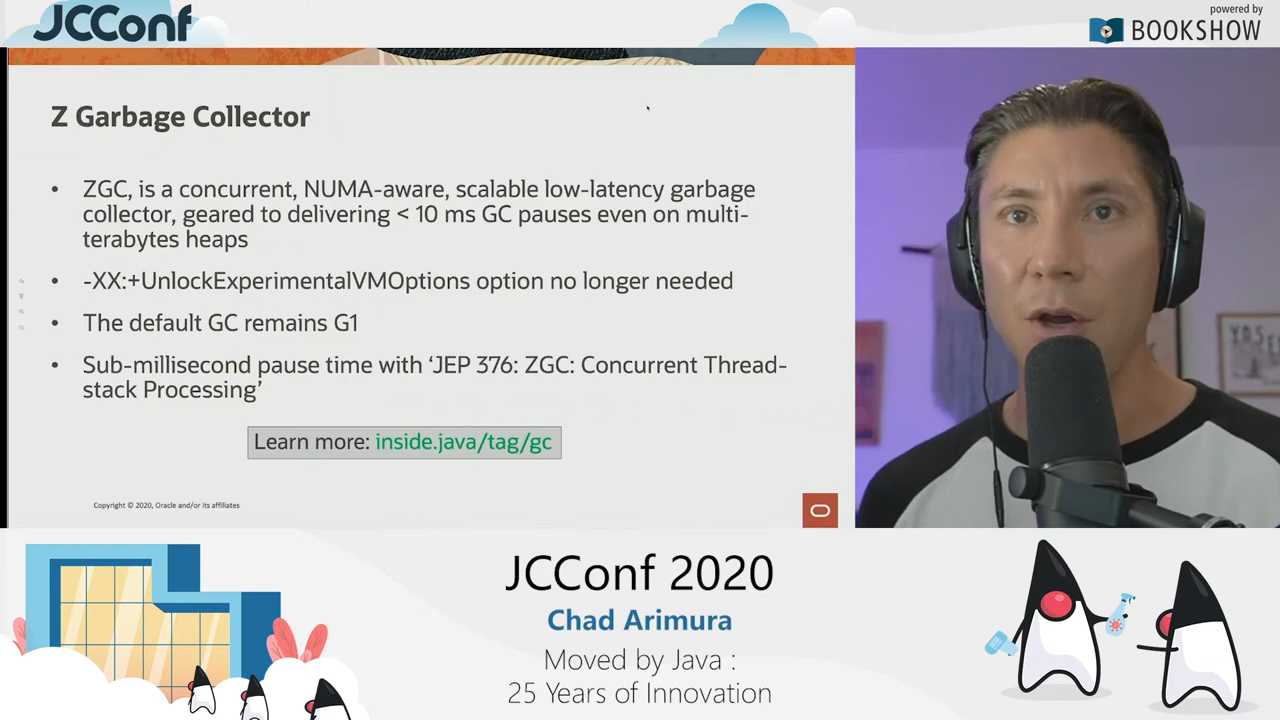 JCConf
powered by
BOOKSHOW
Z Garbage Collector
• ZGC, is a concurrent, NUMA-aware, scalable low-latency garbage
collector, geared to delivering < 10 ms GC pauses even on multi-
terabytes heaps
• -XX:+UnlockExperimentalVMOptions option no longer needed
• The default GC remains G1
• Sub-millisecond pause time with ‘JEP 376: ZGC: Concurrent Thread-
stack Processing’
Learn more: inside.java/tag/gc
Copyright © 2020, Oracle and/or its affiliates
JCConf 2020
Chad Arimura
Moved by Java :
25 Years of Innovation